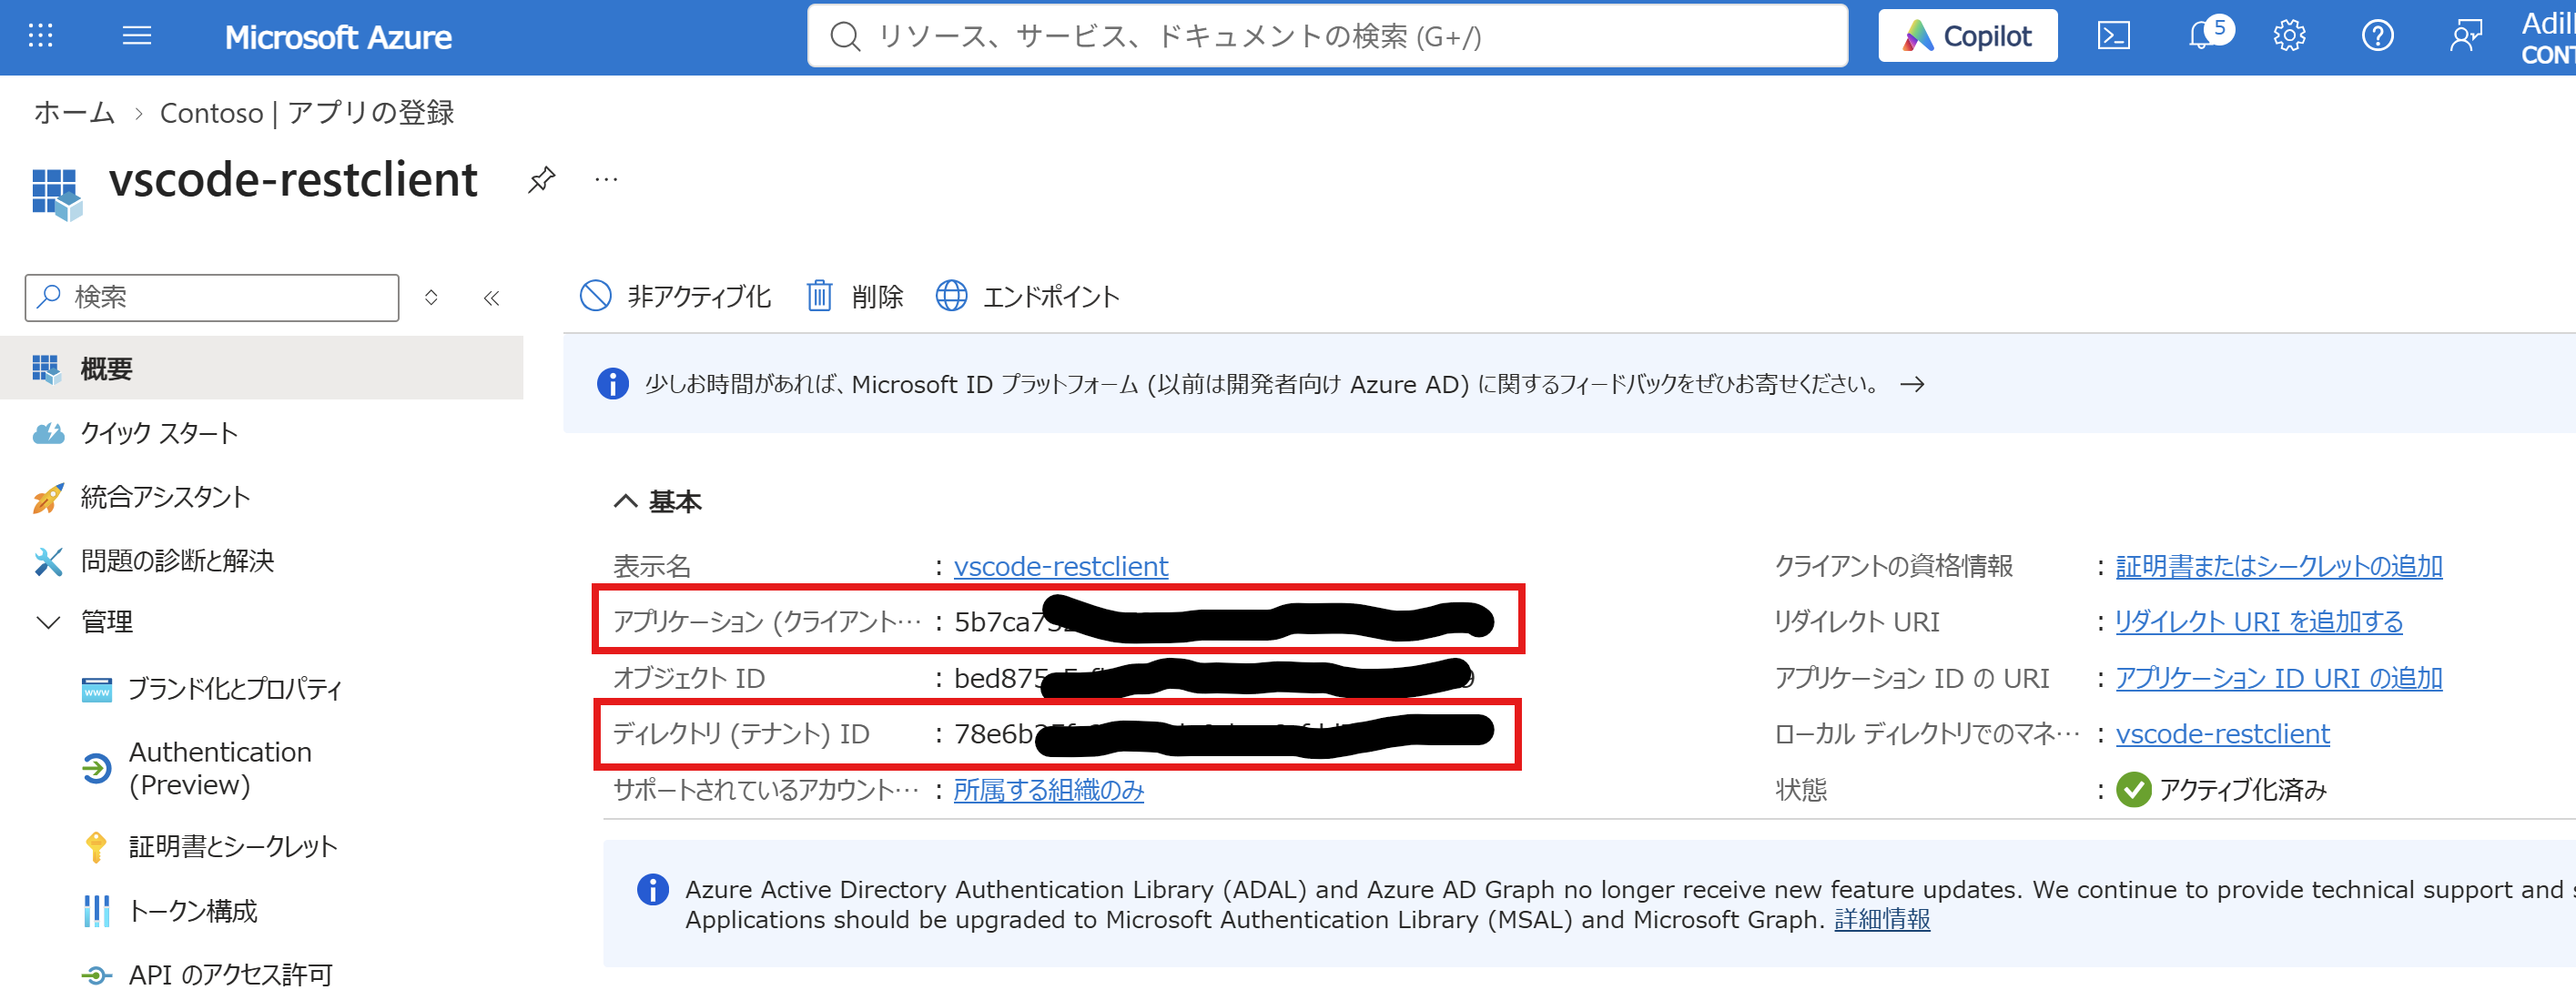 Microsoft Azure
リソース、サービス、ドキュメントの検索 (G+/)
Copilot
5
ホーム > Contoso | アプリの登録
vscode-restclient
検索
非アクティブ化
削除
エンドポイント
概要
クイック スタート
統合アシスタント
問題の診断と解決
管理
ブランド化とプロパティ
Authentication
(Preview)
証明書とシークレット
トークン構成
API のアクセス許可
少しお時間があれば、Microsoft ID プラットフォーム (以前は開発者向け Azure AD) に関するフィードバックをぜひお寄せください。 →
基本
表示名 : vscode-restclient
アプリケーション (クライアント… : 5b7ca7
オブジェクト ID : bed875
ディレクトリ (テナント) ID : 78e6b
サポートされているアカウント… : 所属する組織のみ
クライアントの資格情報 : 証明書またはシークレットの追加
リダイレクト URI : リダイレクト URI を追加する
アプリケーション ID の URI : アプリケーション ID URI の追加
ローカル ディレクトリでのマネ… : vscode-restclient
状態 : アクティブ化済み
Azure Active Directory Authentication Library (ADAL) and Azure AD Graph no longer receive new feature updates. We continue to provide technical support and
Applications should be upgraded to Microsoft Authentication Library (MSAL) and Microsoft Graph. 詳細情報